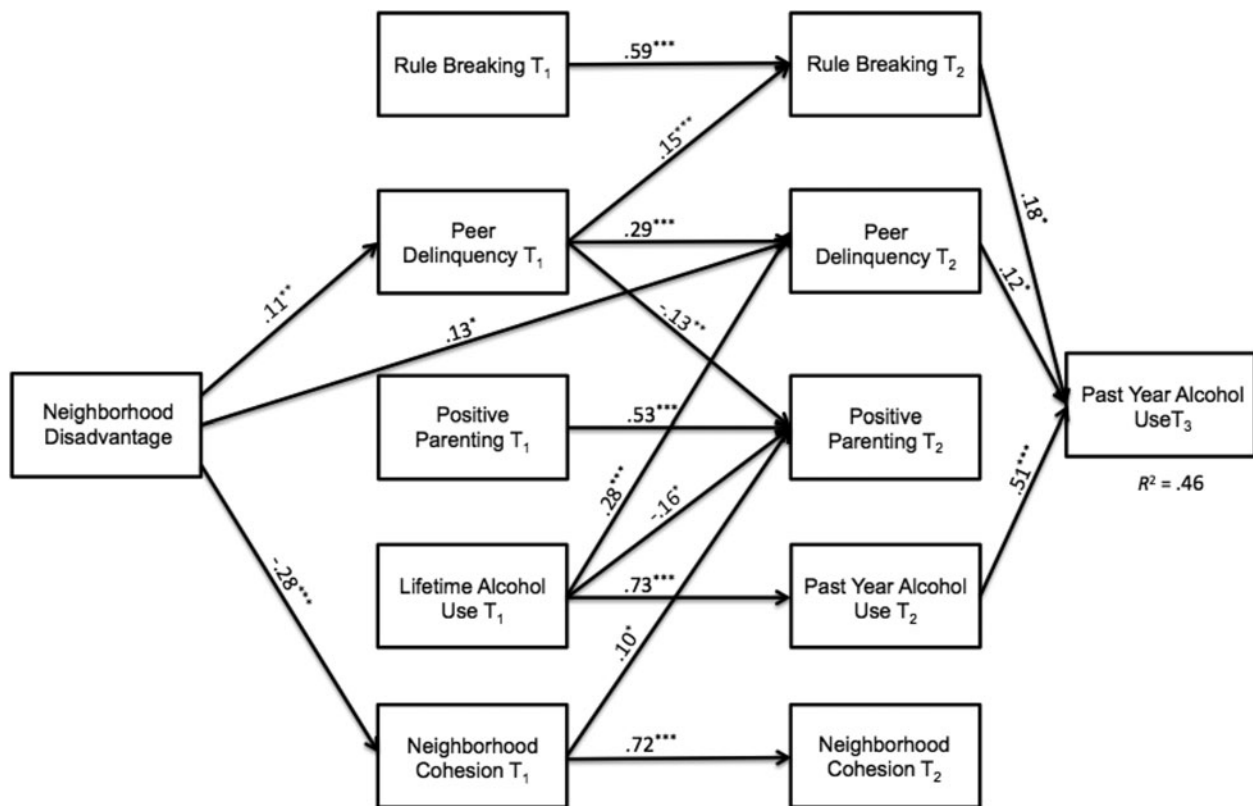 Rule Breaking T₁
.59***
Rule Breaking T₂
.15***
.18*
Peer
Delinquency T₁
.29***
Peer
Delinquency T₂
.11**
.13*
-.13**
.12*
Neighborhood
Disadvantage
Positive
Parenting T₁
.53***
Positive
Parenting T₂
Past Year Alcohol
UseT₃
R² = .46
.28***
-.16*
.51***
-.28***
Lifetime Alcohol
Use T₁
.73***
Past Year Alcohol
Use T₂
.10*
Neighborhood
Cohesion T₁
.72***
Neighborhood
Cohesion T₂